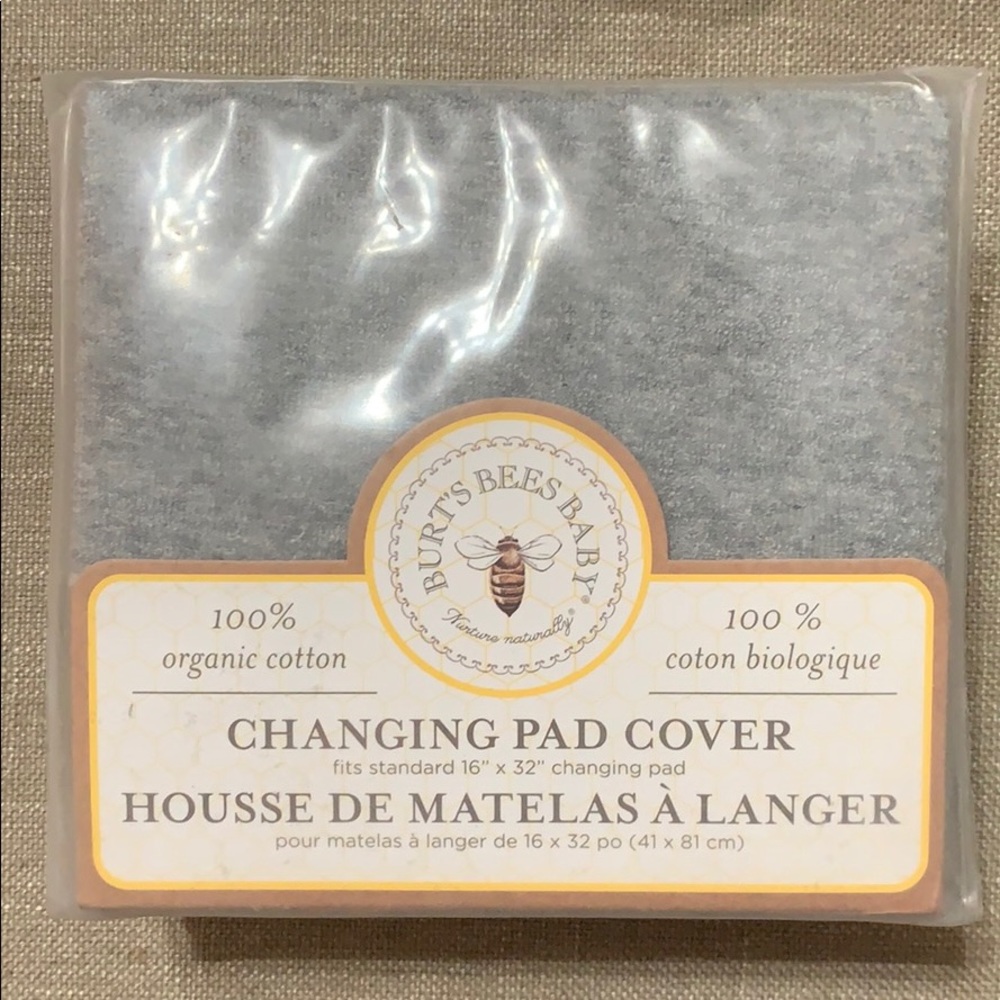 BURT'S BEES BABY®
Nurture naturally®
100%
organic cotton
100 %
coton biologique
CHANGING PAD COVER
fits standard 16" x 32" changing pad
HOUSSE DE MATELAS À LANGER
pour matelas à langer de 16 x 32 po (41 x 81 cm)